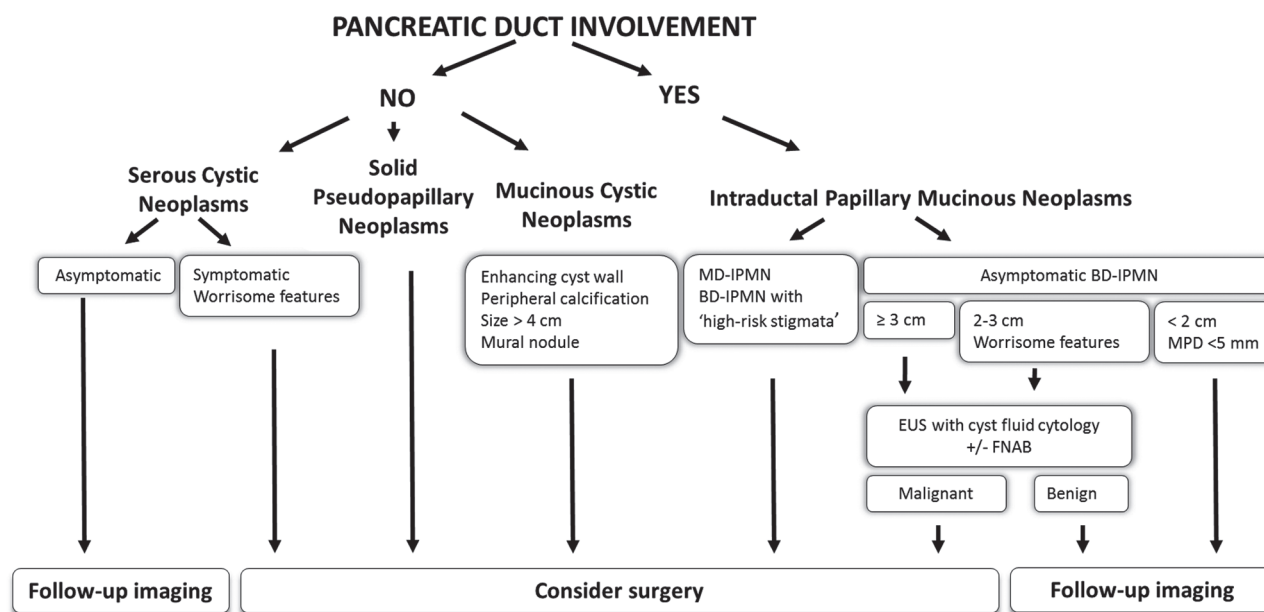 PANCREATIC DUCT INVOLVEMENT
NO
YES
Serous Cystic
Neoplasms
Solid
Pseudopapillary
Neoplasms
Mucinous Cystic
Neoplasms
Intraductal Papillary Mucinous Neoplasms
Asymptomatic
Symptomatic
Worrisome features
Enhancing cyst wall
Peripheral calcification
Size > 4 cm
Mural nodule
MD-IPMN
BD-IPMN with
‘high-risk stigmata’
Asymptomatic BD-IPMN
≥ 3 cm
2-3 cm
Worrisome features
< 2 cm
MPD <5 mm
EUS with cyst fluid cytology
+/- FNAB
Malignant
Benign
Follow-up imaging
Consider surgery
Follow-up imaging